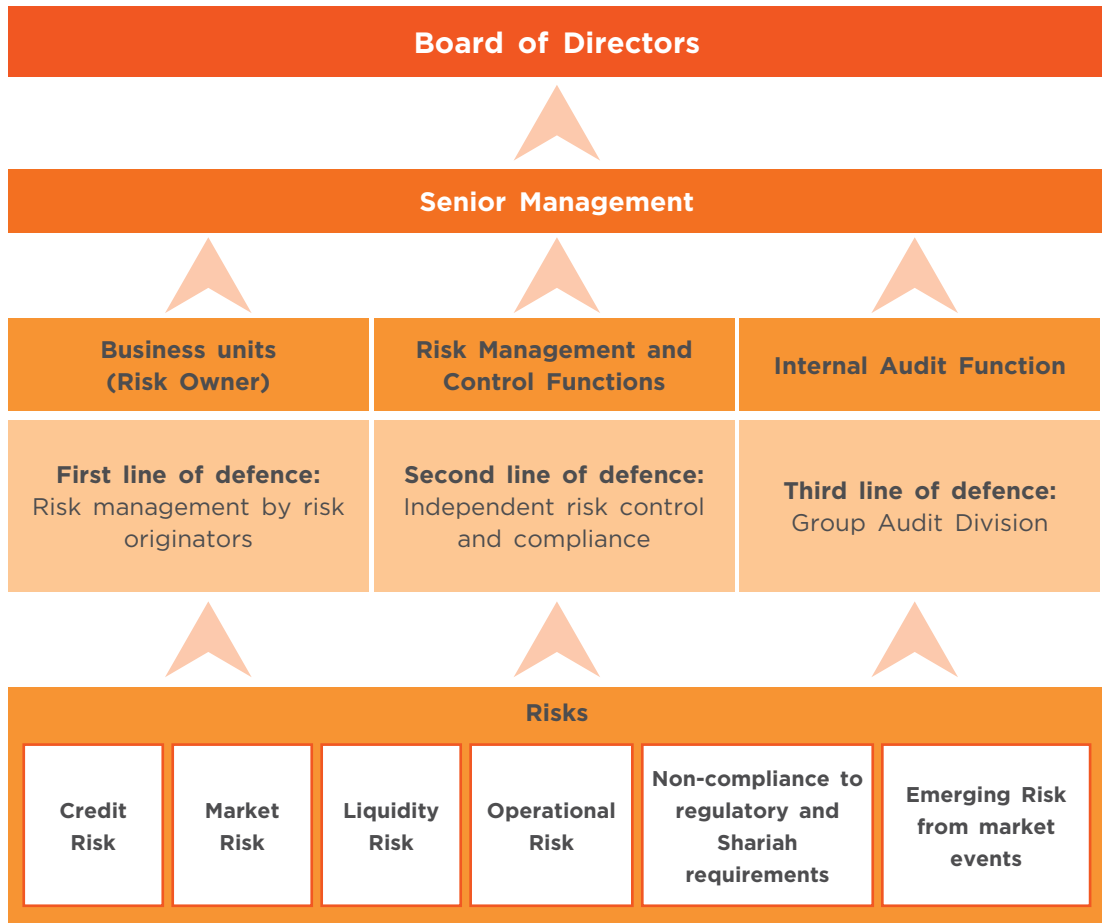 Board of Directors
Senior Management
Business units
(Risk Owner)
Risk Management and
Control Functions
Internal Audit Function
First line of defence:
Risk management by risk
originators
Second line of defence:
Independent risk control
and compliance
Third line of defence:
Group Audit Division
Risks
Credit
Risk
Market
Risk
Liquidity
Risk
Operational
Risk
Non-compliance to
regulatory and
Shariah
requirements
Emerging Risk
from market
events